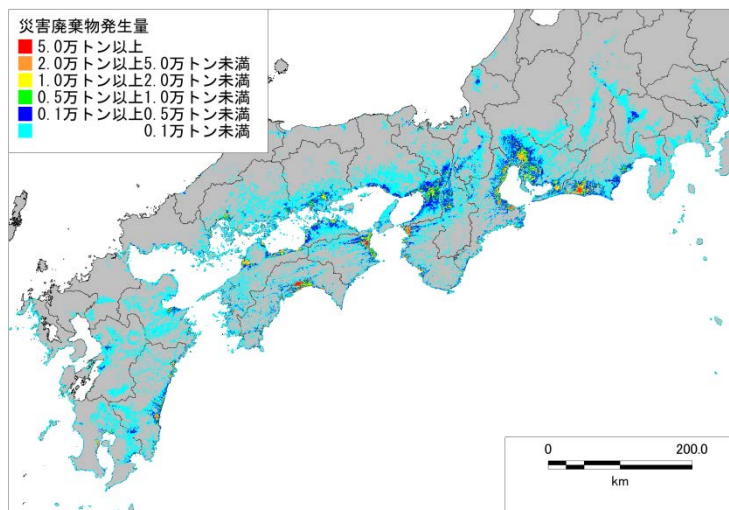 災害廃棄物発生量
5.0万トン以上
2.0万トン以上5.0万トン未満
1.0万トン以上2.0万トン未満
0.5万トン以上1.0万トン未満
0.1万トン以上0.5万トン未満
0.1万トン未満
0 200.0
km